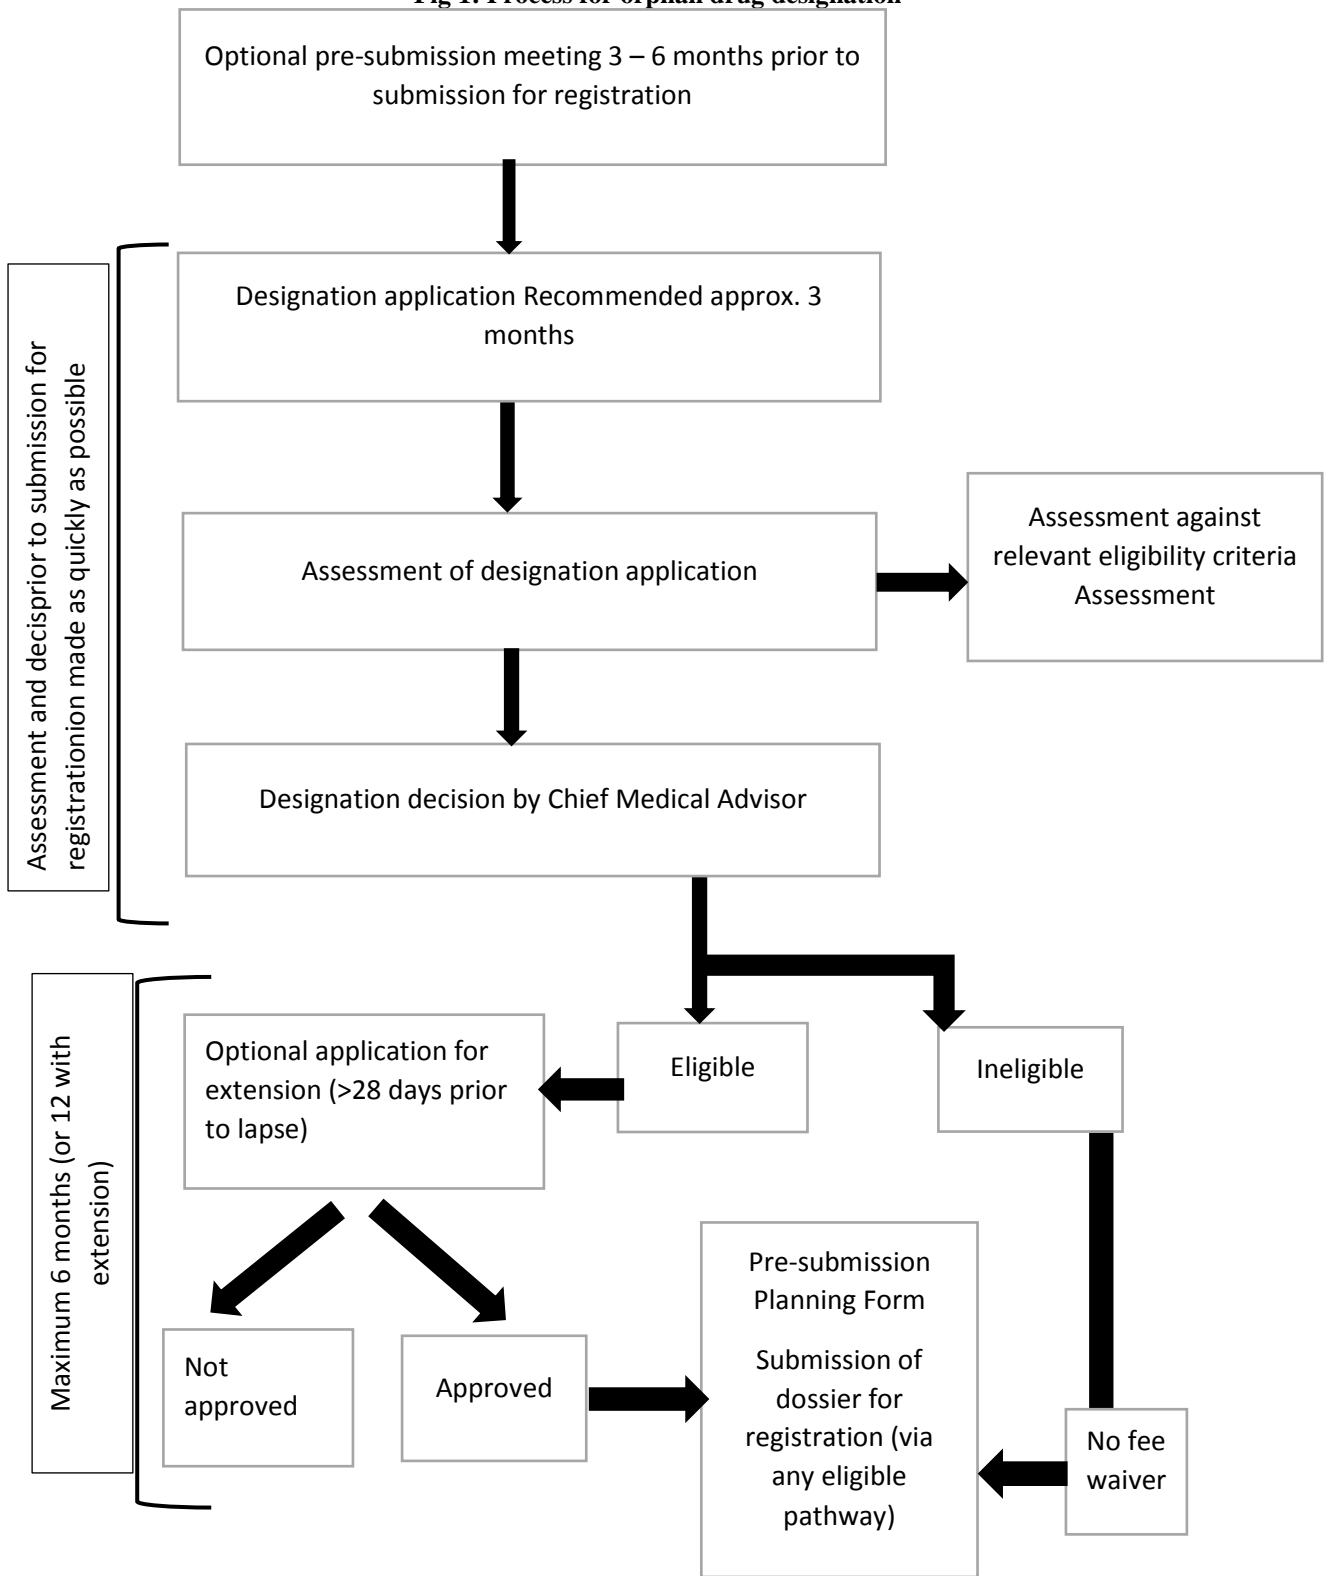 Fig 1: Process for orphan drug designation
Optional pre-submission meeting 3 – 6 months prior to
submission for registration
Designation application Recommended approx. 3
months
Assessment and decisprior to submission for
registrationion made as quickly as possible
Assessment of designation application
Assessment against
relevant eligibility criteria
Assessment
Designation decision by Chief Medical Advisor
Maximum 6 months (or 12 with
extension)
Optional application for
extension (>28 days prior
to lapse)
Eligible
Ineligible
Not
approved
Approved
Pre-submission
Planning Form
Submission of
dossier for
registration (via
any eligible
pathway)
No fee
waiver